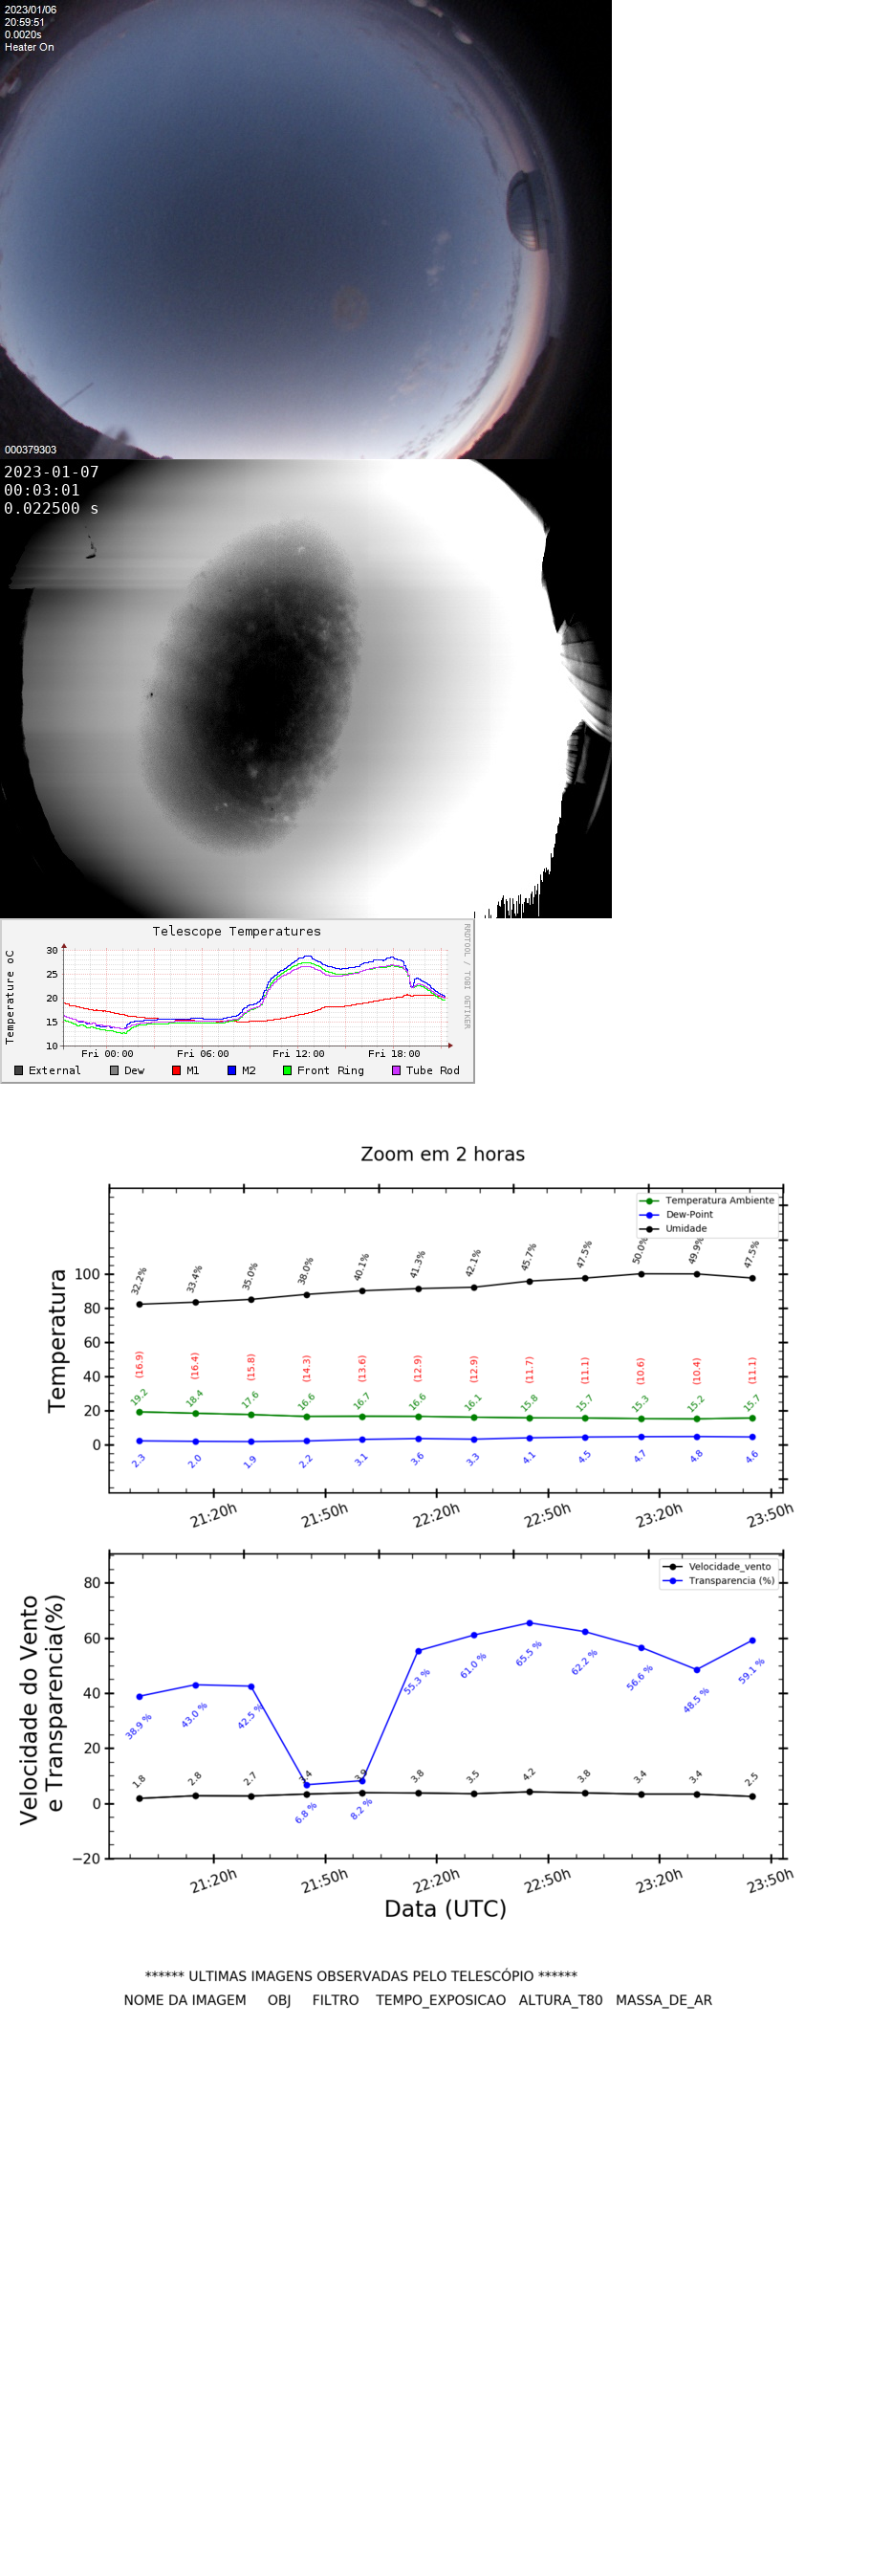 2023/01/06
20:59:51
0.0020s
Heater On
000379303
2023-01-07
00:03:01
0.022500 s
Telescope Temperatures
RRDTOOL / TOBI OETIKER
Temperature oC
30
25
20
15
10
Fri 00:00 Fri 06:00 Fri 12:00 Fri 18:00
External Dew M1 M2 Front Ring Tube Rod
Zoom em 2 horas
Temperatura Ambiente
Dew-Point
Umidade
Temperatura
100
80
60
40
20
0
32.2% 33.4% 35.0% 38.0% 40.1% 41.3% 42.1% 45.7% 47.5% 50.0% 49.9% 47.5%
(16.9) (16.4) (15.8) (14.3) (13.6) (12.9) (12.9) (11.7) (11.1) (10.6) (10.4) (11.1)
19.2 18.4 17.6 16.6 16.7 16.6 16.1 15.8 15.7 15.3 15.2 15.7
2.3 2.0 1.9 2.2 3.1 3.6 3.3 4.1 4.5 4.7 4.8 4.6
21:20h 21:50h 22:20h 22:50h 23:20h 23:50h
Velocidade_vento
Transparencia (%)
Velocidade do Vento
e Transparencia(%)
80
60
40
20
0
−20
38.9 % 43.0 % 42.5 % 6.8 % 8.2 % 55.3 % 61.0 % 65.5 % 62.2 % 56.6 % 48.5 % 59.1 %
1.8 2.8 2.7 3.4 3.9 3.8 3.5 4.2 3.8 3.4 3.4 2.5
21:20h 21:50h 22:20h 22:50h 23:20h 23:50h
Data (UTC)
****** ULTIMAS IMAGENS OBSERVADAS PELO TELESCÓPIO ******
NOME DA IMAGEM OBJ FILTRO TEMPO_EXPOSICAO ALTURA_T80 MASSA_DE_AR